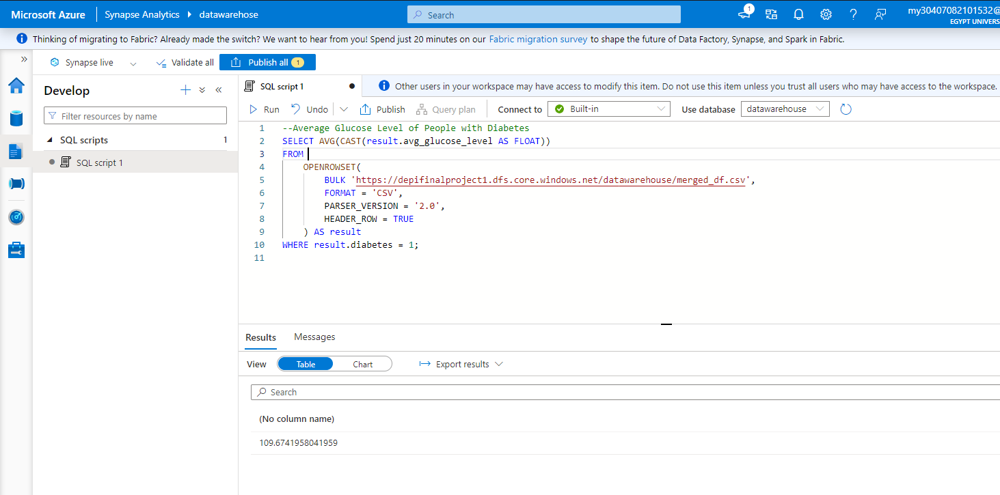 Microsoft Azure
Synapse Analytics
datawarehose
Search
1
my30407082101532@
EGYPT UNIVERS
Thinking of migrating to Fabric? Already made the switch? We want to hear from you! Spend just 20 minutes on our Fabric migration survey to shape the future of Data Factory, Synapse, and Spark in Fabric.
Synapse live
Validate all
Publish all 1
Develop
Filter resources by name
SQL scripts 1
SQL script 1
SQL script 1
Other users in your workspace may have access to modify this item. Do not use this item unless you trust all users who may have access to the workspace.
Run Undo Publish Query plan Connect to Built-in Use database datawarehouse
1 --Average Glucose Level of People with Diabetes
2 SELECT AVG(CAST(result.avg_glucose_level AS FLOAT))
3 FROM
4 OPENROWSET(
5 BULK 'https://depifinalproject1.dfs.core.windows.net/datawarehouse/merged_df.csv',
6 FORMAT = 'CSV',
7 PARSER_VERSION = '2.0',
8 HEADER_ROW = TRUE
9 ) AS result
10 WHERE result.diabetes = 1;
11
Results Messages
View Table Chart Export results
Search
(No column name)
109.6741958041959